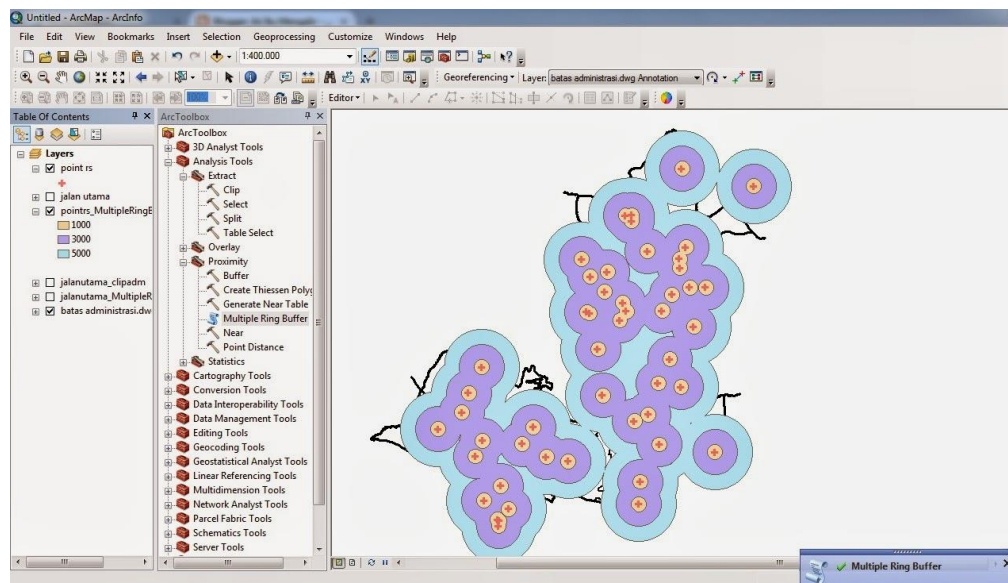 Untitled - ArcMap - ArcInfo
File Edit View Bookmarks Insert Selection Geoprocessing Customize Windows Help
1:400.000
Georeferencing Layer: batas administrasi.dwg Annotation
100%
Editor
Table Of Contents
Layers
point rs
jalan utama
pointrs_MultipleRingE
1000
3000
5000
jalanutama_clipadm
jalanutama_MultipleR
batas administrasi.dw
ArcToolbox
ArcToolbox
3D Analyst Tools
Analysis Tools
Extract
Clip
Select
Split
Table Select
Overlay
Proximity
Buffer
Create Thiessen Polyg
Generate Near Table
Multiple Ring Buffer
Near
Point Distance
Statistics
Cartography Tools
Conversion Tools
Data Interoperability Tools
Data Management Tools
Editing Tools
Geocoding Tools
Geostatistical Analyst Tools
Linear Referencing Tools
Multidimension Tools
Network Analyst Tools
Parcel Fabric Tools
Schematics Tools
Server Tools
Multiple Ring Buffer